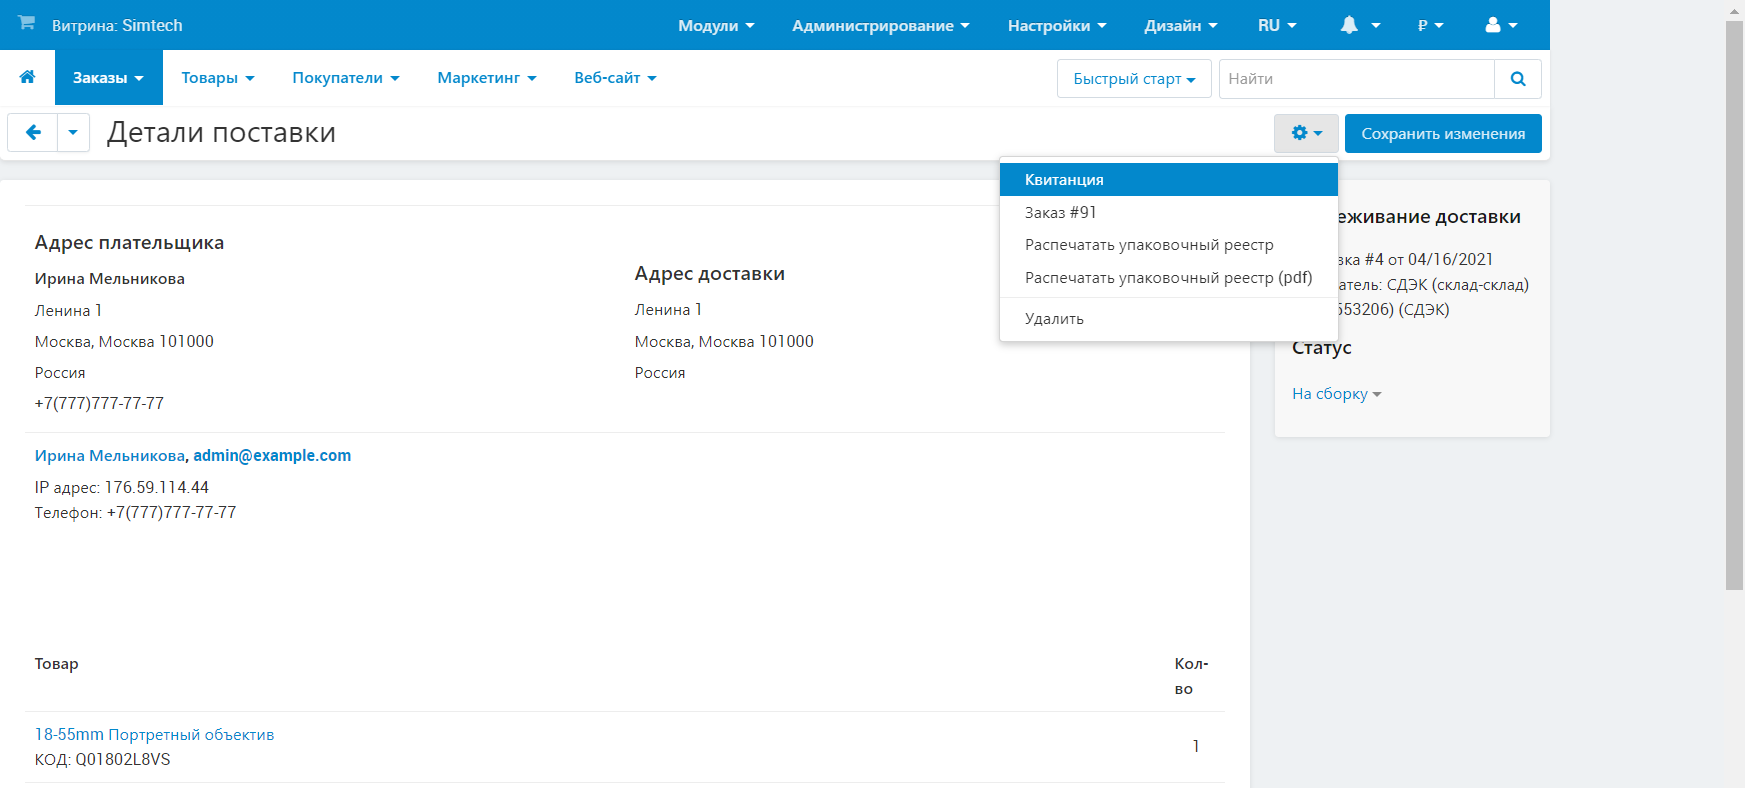 Витрина: Simtech
Модули
Администрирование
Настройки
Дизайн
RU
₽
Заказы
Товары
Покупатели
Маркетинг
Веб-сайт
Быстрый старт
Найти
Детали поставки
Сохранить изменения
Квитанция
Заказ #91
Распечатать упаковочный реестр
Распечатать упаковочный реестр (pdf)
Удалить
Адрес плательщика
Ирина Мельникова
Ленина 1
Москва, Москва 101000
Россия
+7(777)777-77-77
Адрес доставки
Ленина 1
Москва, Москва 101000
Россия
еживание доставки
вка #4 от 04/16/2021
атель: СДЭК (склад-склад)
553206) (СДЭК)
Статус
На сборку
Ирина Мельникова, admin@example.com
IP адрес: 176.59.114.44
Телефон: +7(777)777-77-77
Товар
Кол-
во
18-55mm Портретный объектив
КОД: Q01802L8VS
1